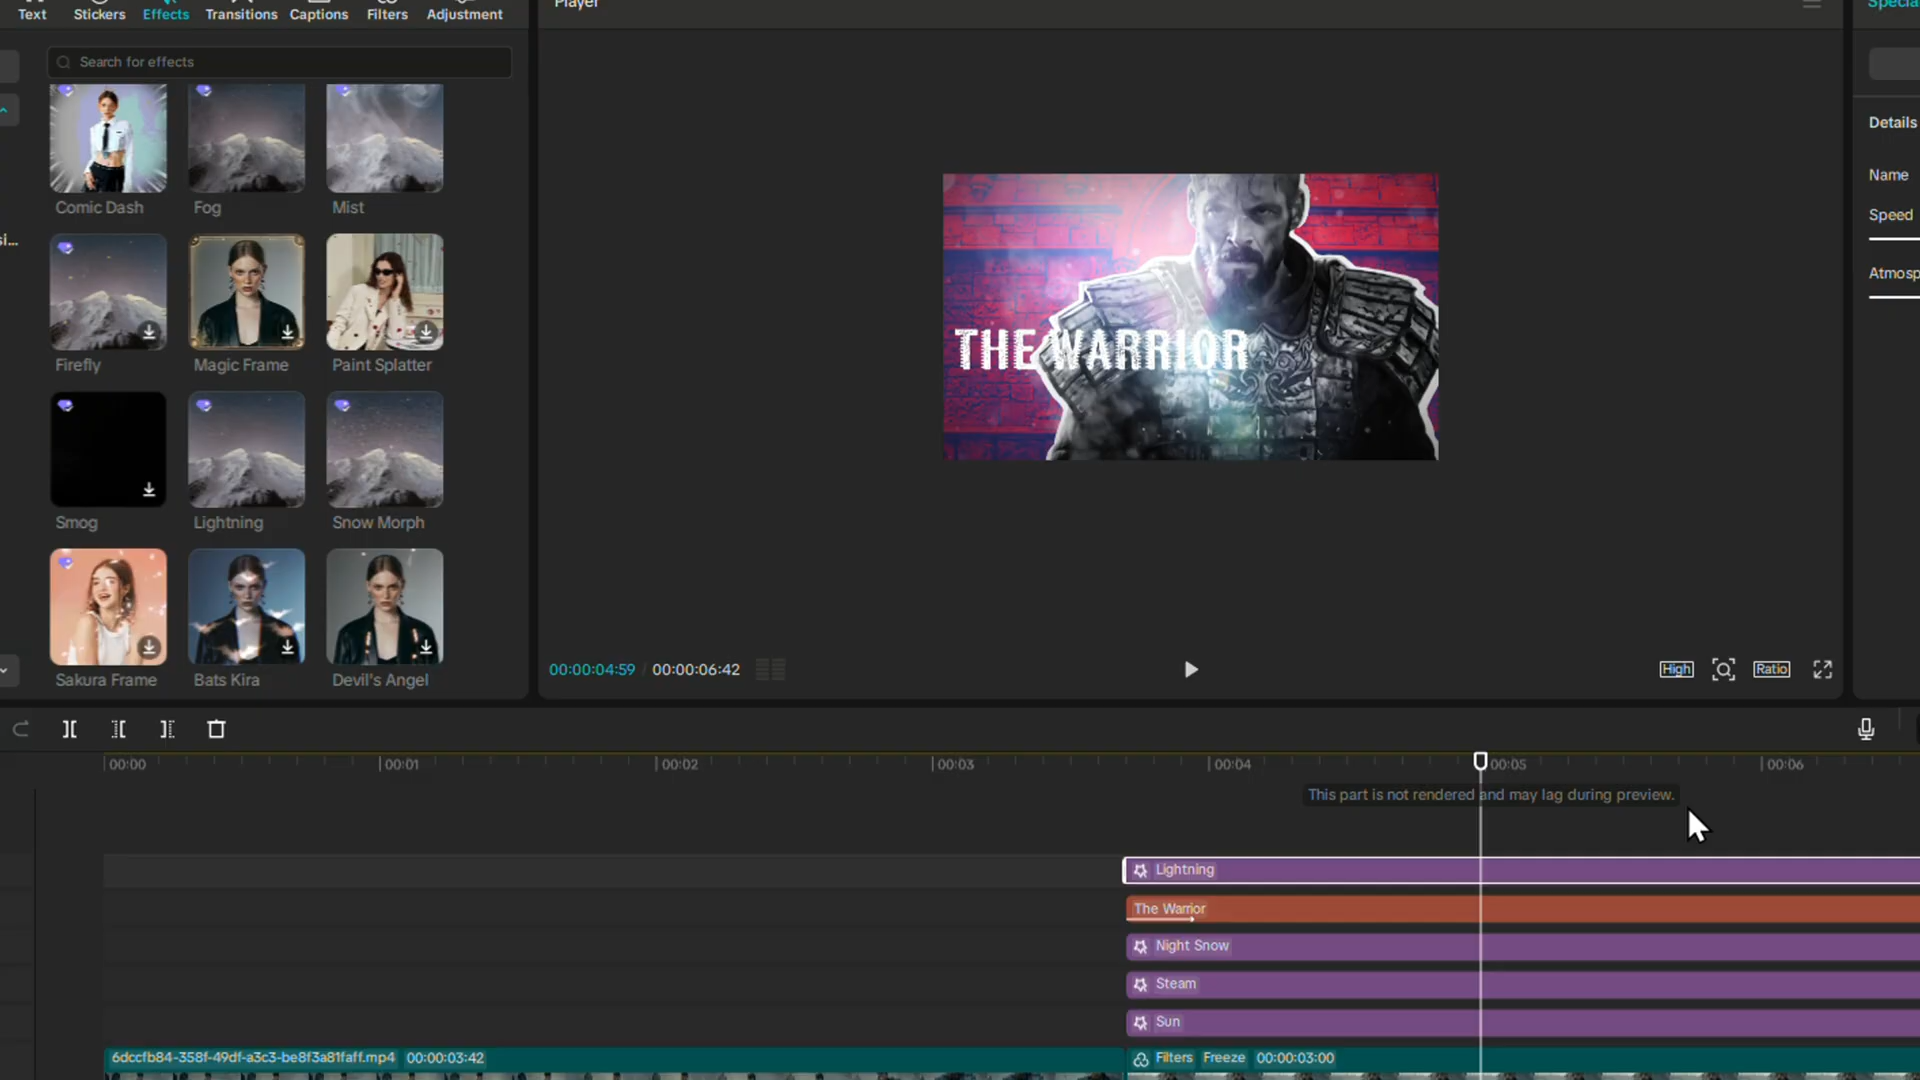 Text Stickers Effects Transitions Captions Filters Adjustment
Search for effects
Comic Dash Fog Mist
Firefly Magic Frame Paint Splatter
Smog Lightning Snow Morph
Sakura Frame Bats Kira Devil's Angel
si...
Player
THE WARRIOR
00:00:04:59 / 00:00:06:42
High Ratio
Specia
Details
Name
Speed
Atmosp
00:00 00:01 00:02 00:03 00:04 00:05 00:06
This part is not rendered and may lag during preview.
Lightning
The Warrior
Night Snow
Steam
Sun
6dccfb84-358f-49df-a3c3-be8f3a81faff.mp4 00:00:03:42 Filters Freeze 00:00:03:00